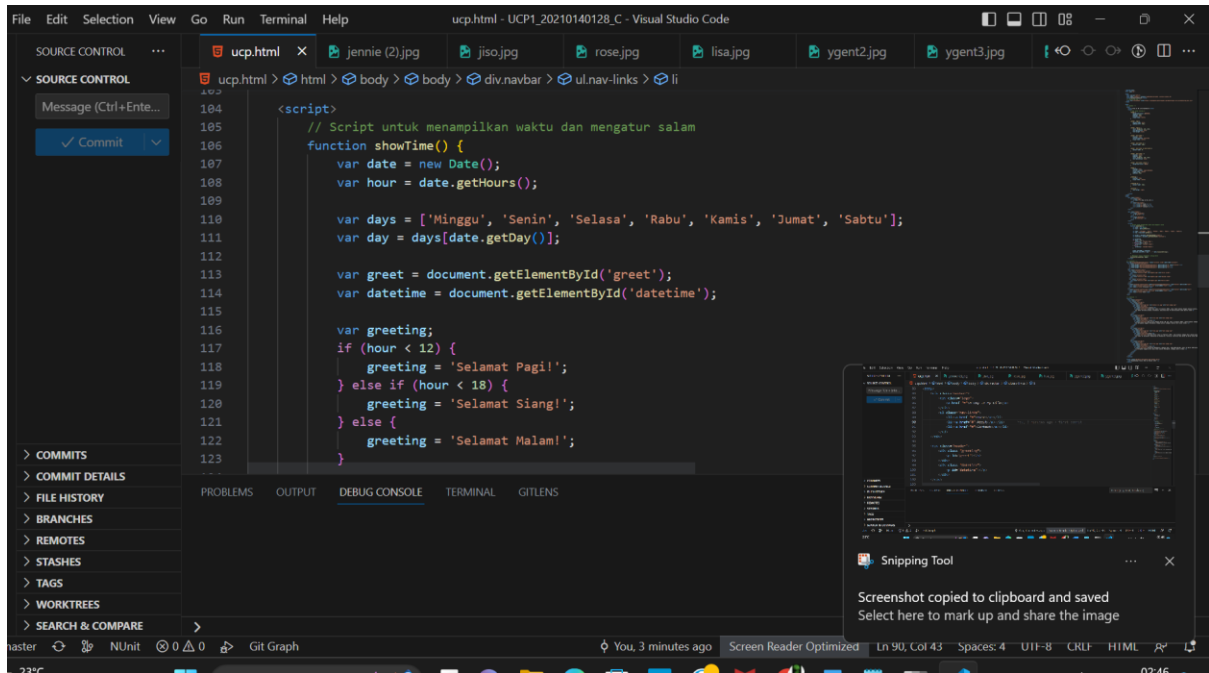 File Edit Selection View Go Run Terminal Help ucp.html - UCP1_20210140128_C - Visual Studio Code
SOURCE CONTROL ucp.html jennie (2).jpg jiso.jpg rose.jpg lisa.jpg ygent2.jpg ygent3.jpg
SOURCE CONTROL
ucp.html > html > body > body > div.navbar > ul.nav-links > li
Message (Ctrl+Ente...
Commit
103
104 <script>
105 // Script untuk menampilkan waktu dan mengatur salam
106 function showTime() {
107 var date = new Date();
108 var hour = date.getHours();
109
110 var days = ['Minggu', 'Senin', 'Selasa', 'Rabu', 'Kamis', 'Jumat', 'Sabtu'];
111 var day = days[date.getDay()];
112
113 var greet = document.getElementById('greet');
114 var datetime = document.getElementById('datetime');
115
116 var greeting;
117 if (hour < 12) {
118 greeting = 'Selamat Pagi!';
119 } else if (hour < 18) {
120 greeting = 'Selamat Siang!';
121 } else {
122 greeting = 'Selamat Malam!';
123 }
COMMITS
COMMIT DETAILS
FILE HISTORY
BRANCHES
REMOTES
STASHES
TAGS
WORKTREES
SEARCH & COMPARE
PROBLEMS OUTPUT DEBUG CONSOLE TERMINAL GITLENS
>
Snipping Tool
Screenshot copied to clipboard and saved
Select here to mark up and share the image
NUnit 0 0 Git Graph You, 3 minutes ago Screen Reader Optimized Ln 90, Col 43 Spaces: 4 UTF-8 CRLF HTML
23°C 02:46